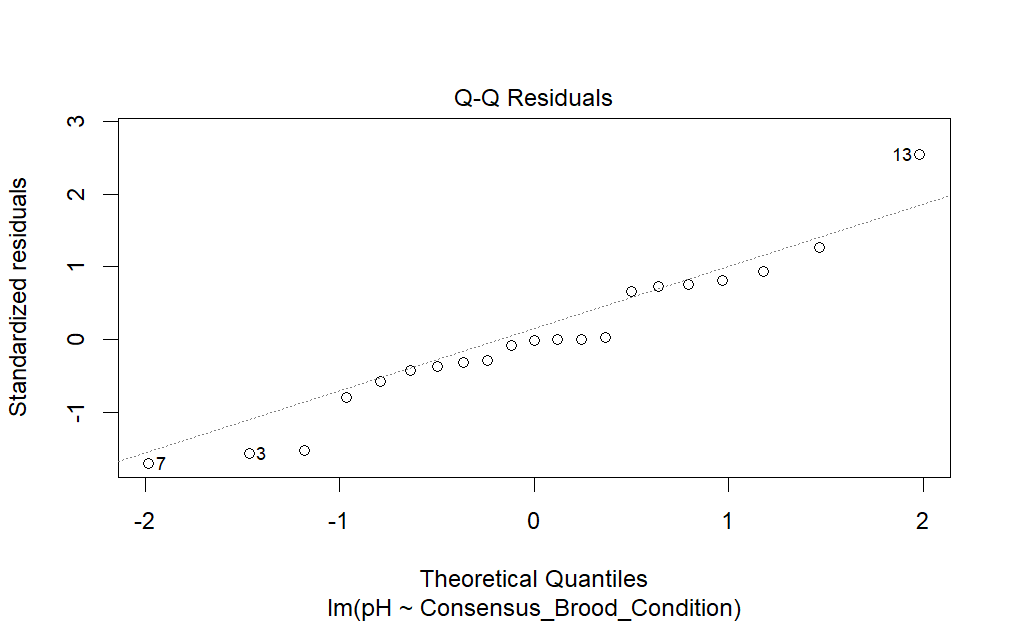 Q-Q Residuals
3
2
1
0
-1
Standardized residuals
13
7
3
-2 -1 0 1 2
Theoretical Quantiles
lm(pH ~ Consensus_Brood_Condition)